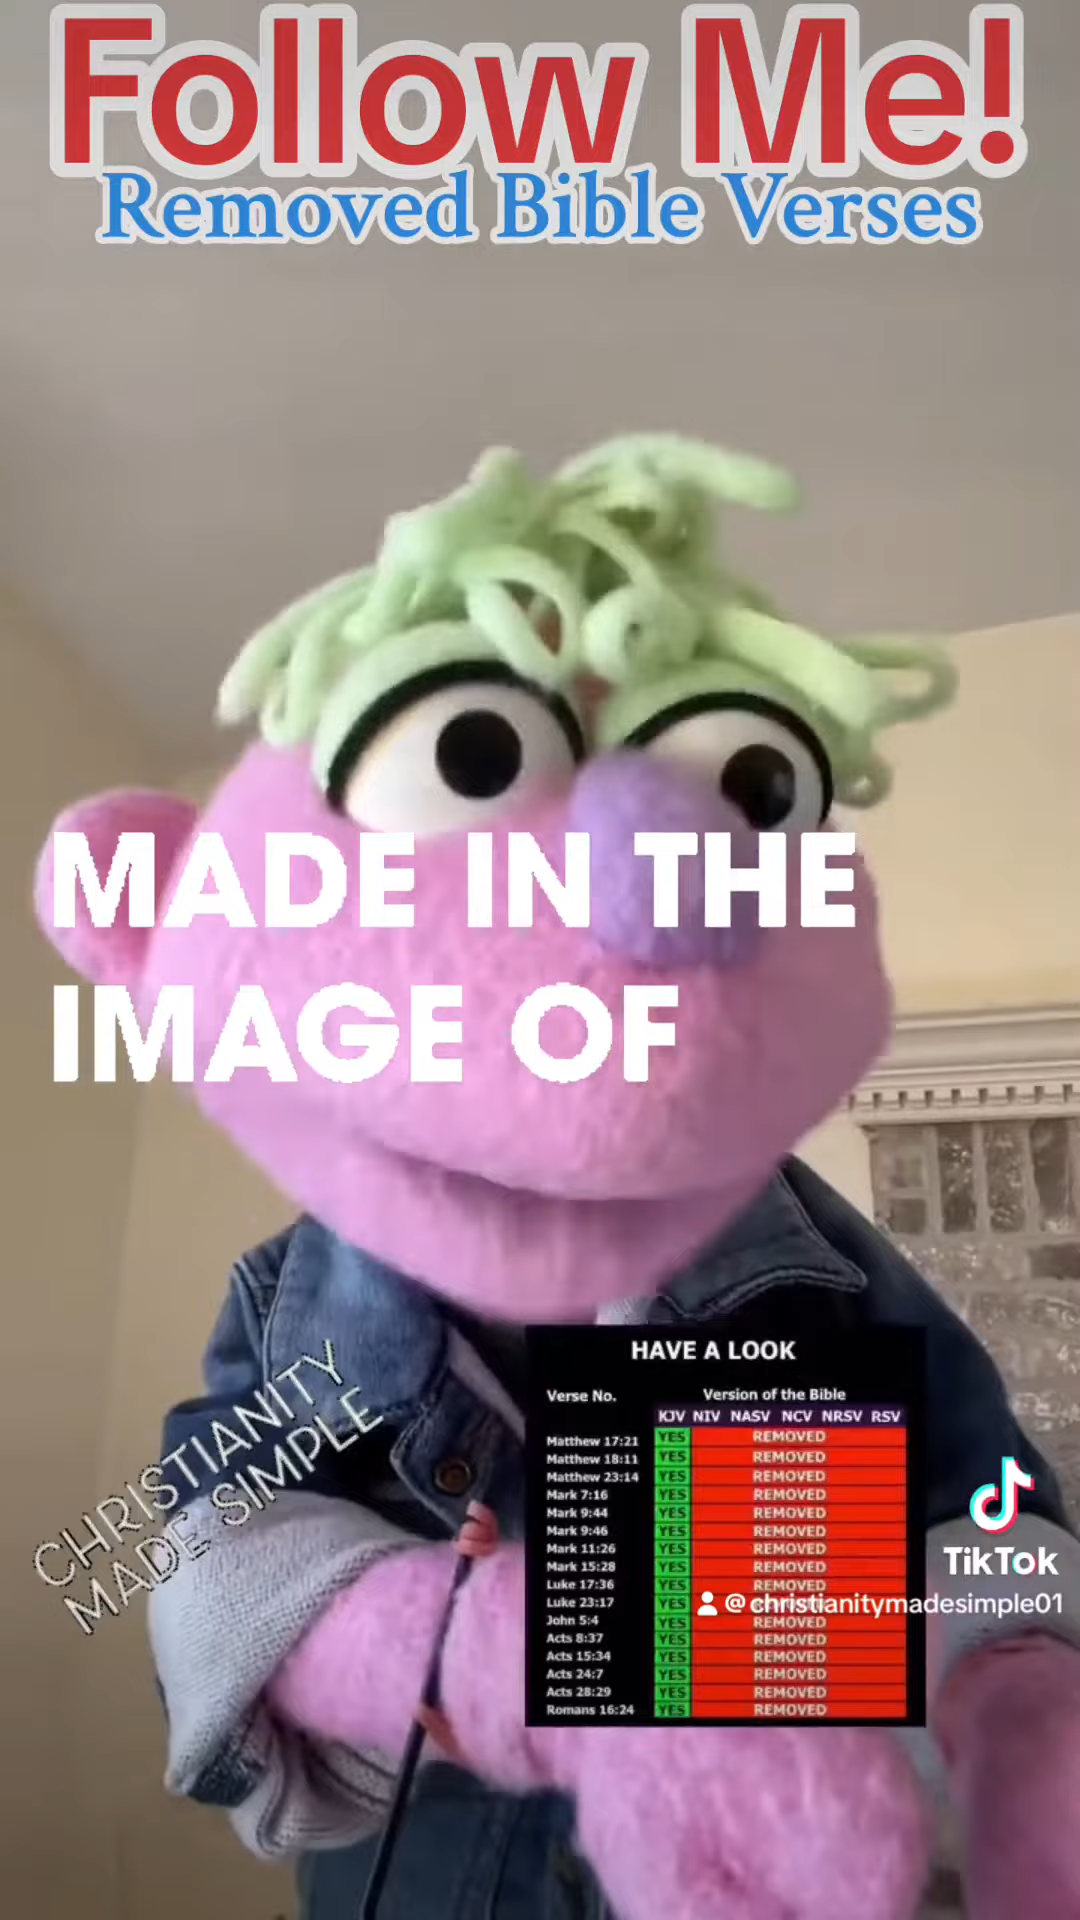 Follow Me!
Removed Bible Verses
MADE IN THE
IMAGE OF
CHRISTIANITY
MADE SIMPLE
HAVE A LOOK
Verse No. Version of the Bible
KJV NIV NASV NCV NRSV RSV
Matthew 17:21 YES REMOVED
Matthew 18:11 YES REMOVED
Matthew 23:14 YES REMOVED
Mark 7:16 YES REMOVED
Mark 9:44 YES REMOVED
Mark 9:46 YES REMOVED
Mark 11:26 YES REMOVED
Mark 15:28 YES REMOVED
Luke 17:36 YES REMOVED
Luke 23:17 YES REMOVED
John 5:4 YES REMOVED
Acts 8:37 YES REMOVED
Acts 15:34 YES REMOVED
Acts 24:7 YES REMOVED
Acts 28:29 YES REMOVED
Romans 16:24 YES REMOVED
TikTok
@christianitymadesimple01